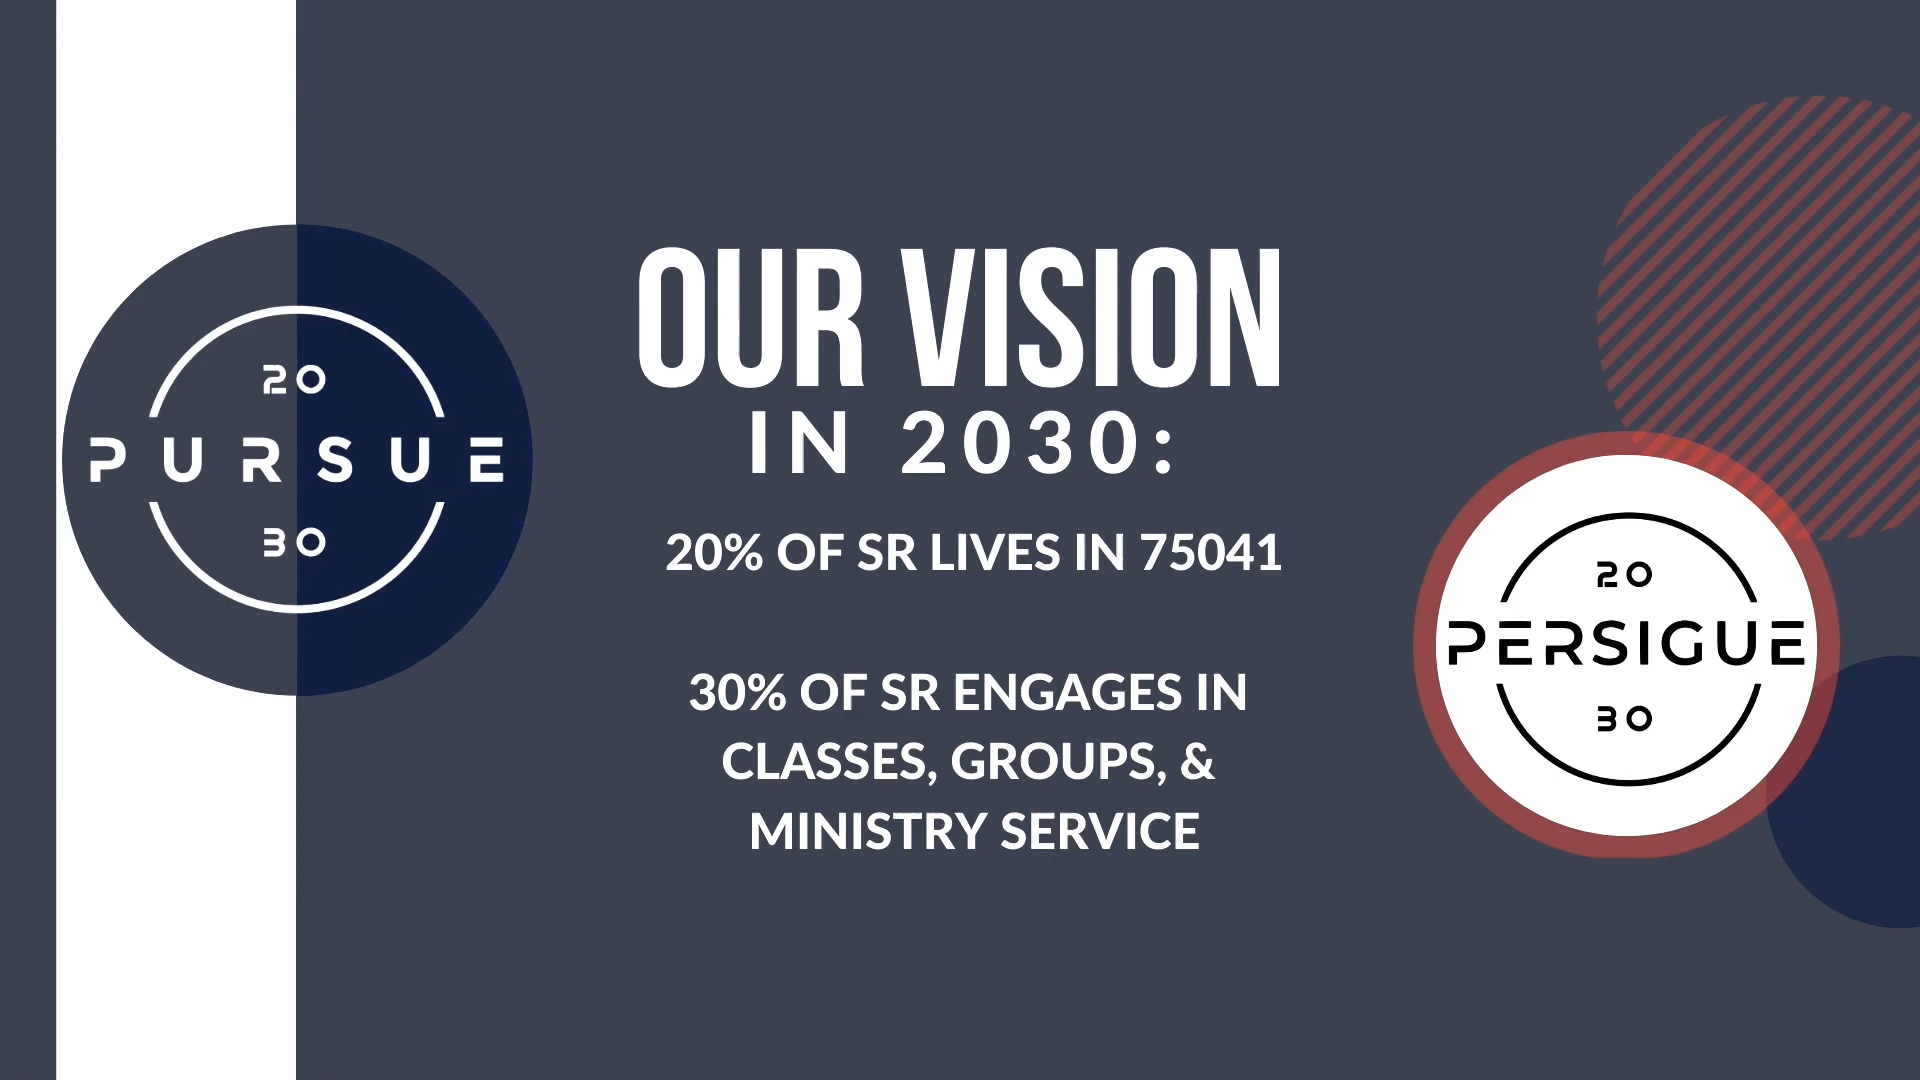 20
PURSUE
30
OUR VISION
IN 2030:
20% OF SR LIVES IN 75041
30% OF SR ENGAGES IN
CLASSES, GROUPS, &
MINISTRY SERVICE
20
PERSIGUE
30